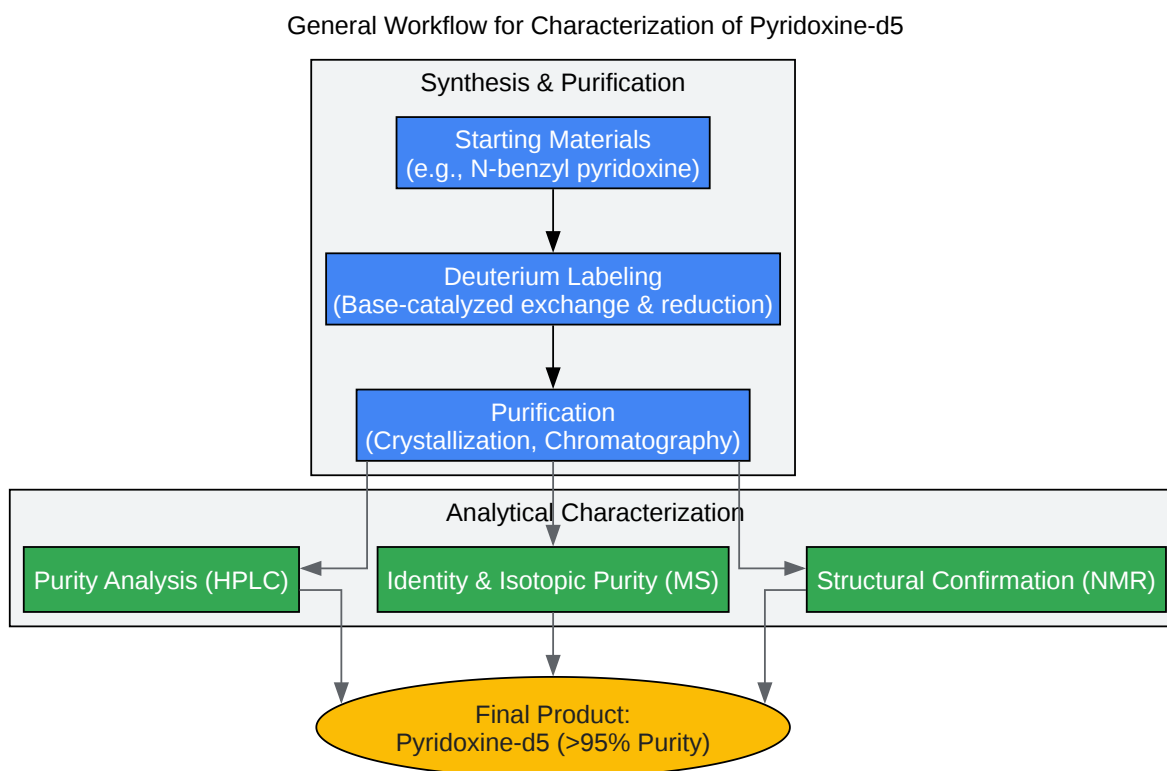 General Workflow for Characterization of Pyridoxine-d5
Synthesis & Purification
Starting Materials
(e.g., N-benzyl pyridoxine)
Deuterium Labeling
(Base-catalyzed exchange & reduction)
Purification
(Crystallization, Chromatography)
Analytical Characterization
Purity Analysis (HPLC)
Identity & Isotopic Purity (MS)
Structural Confirmation (NMR)
Final Product:
Pyridoxine-d5 (>95% Purity)